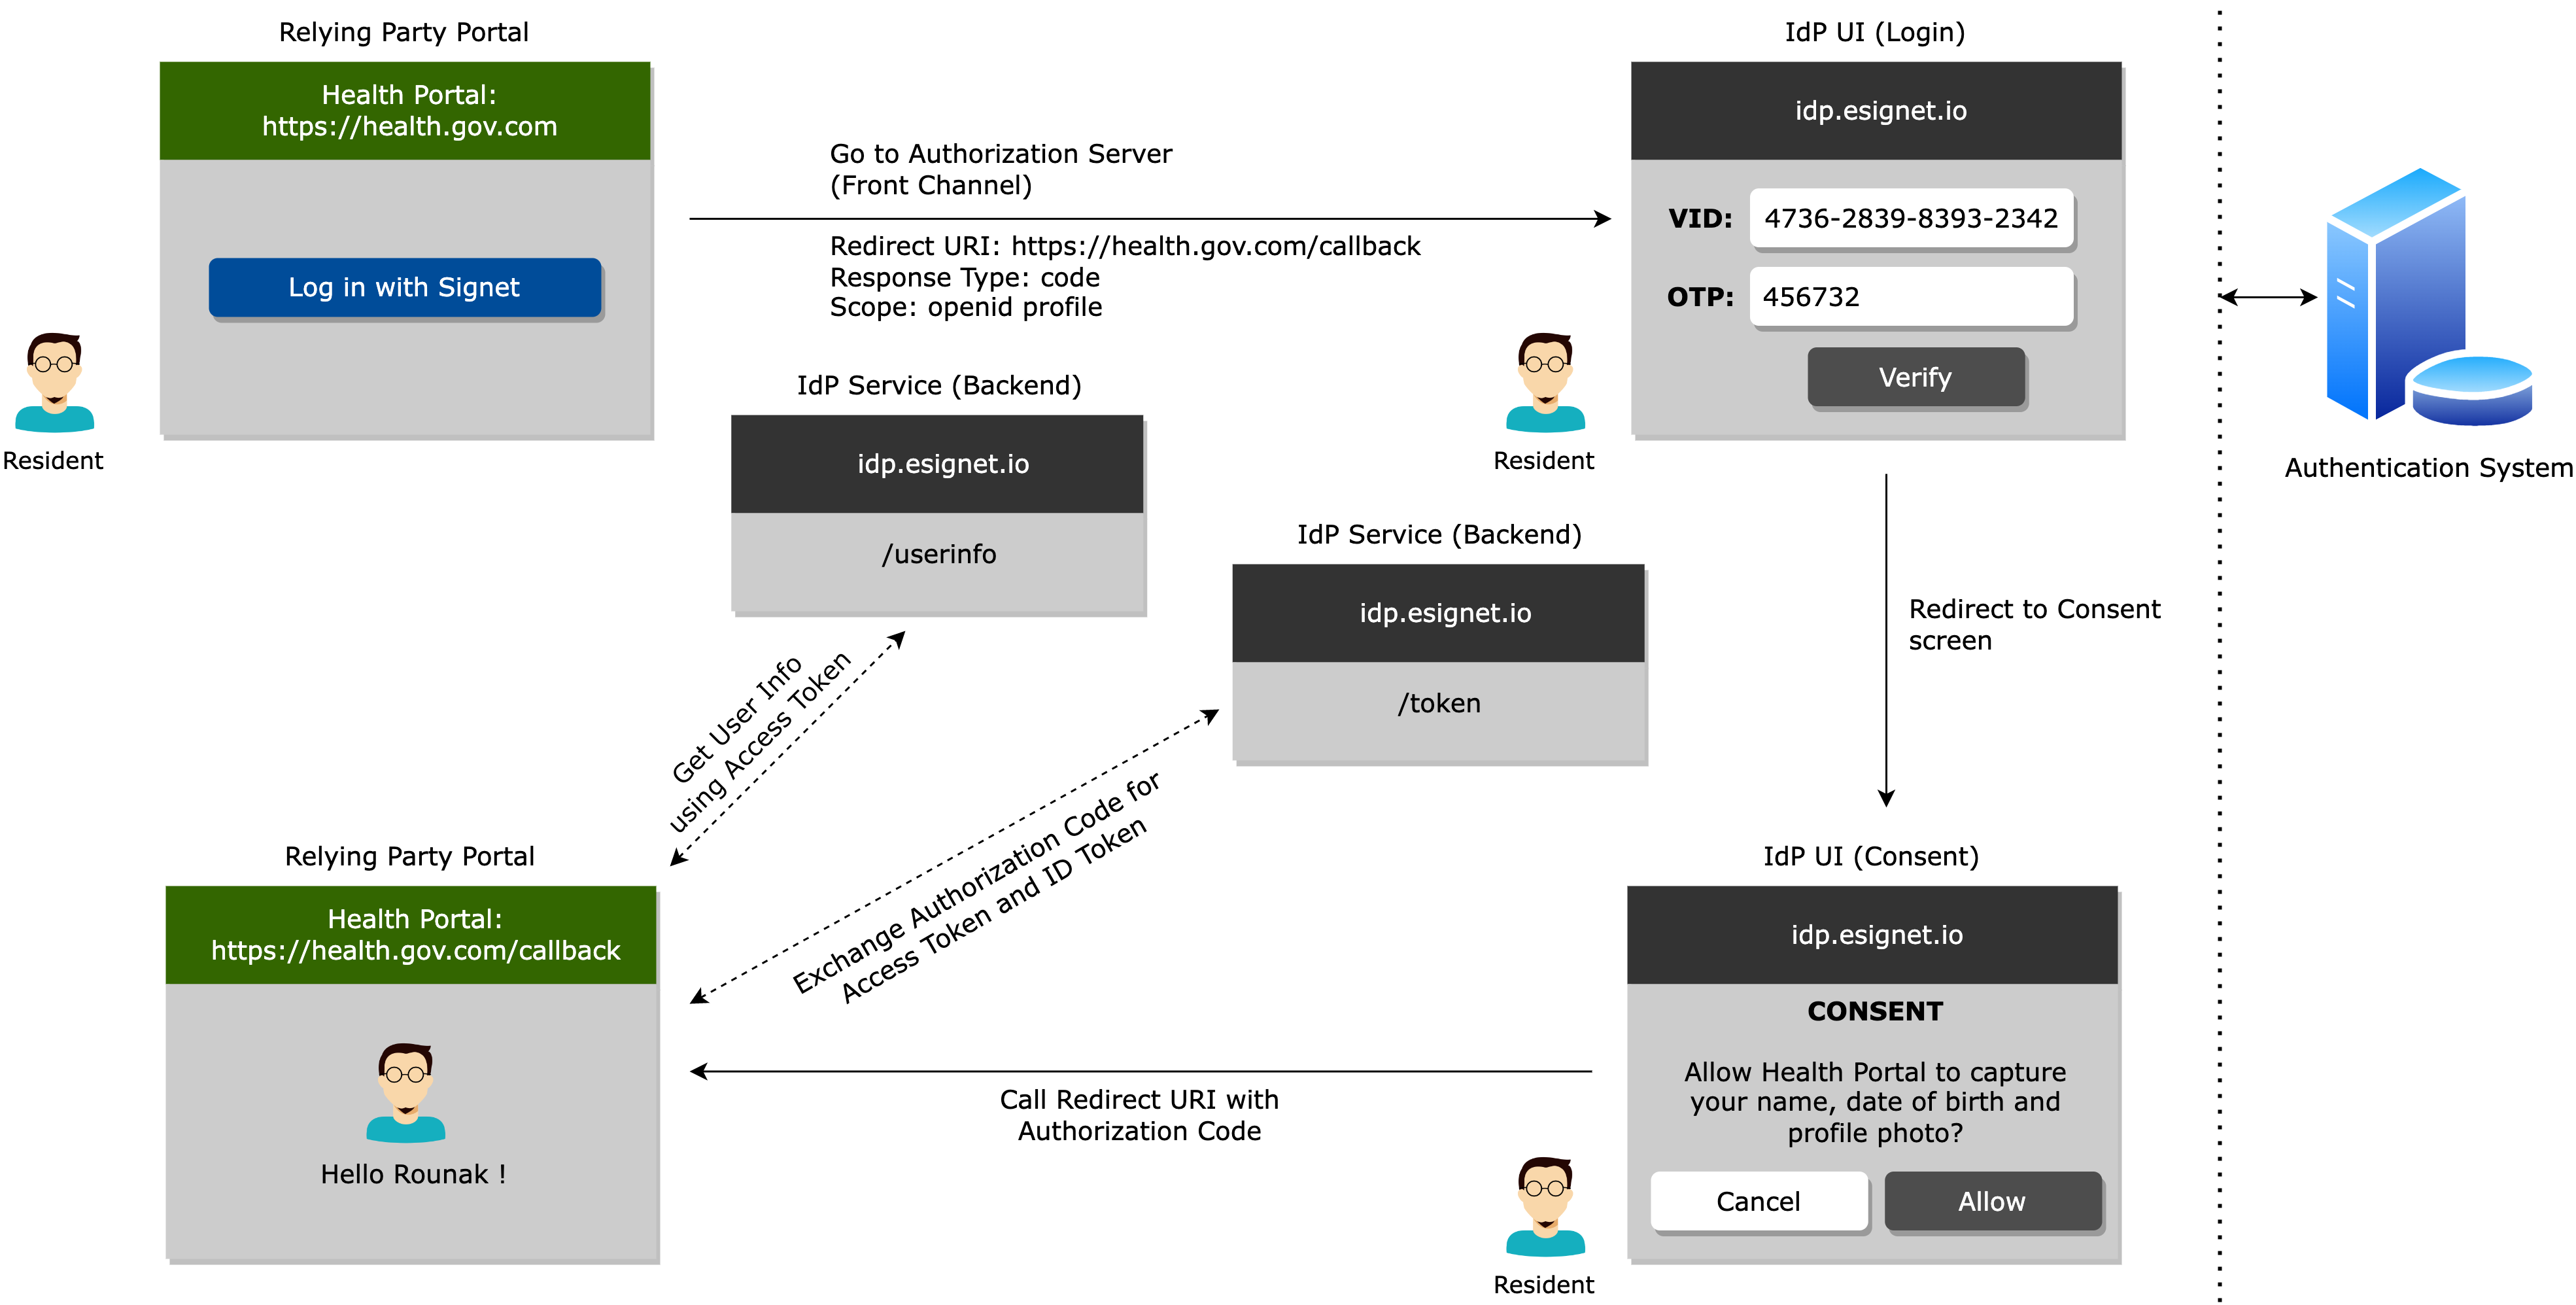 Relying Party Portal
Health Portal:
https://health.gov.com
Log in with Signet
Resident
Go to Authorization Server
(Front Channel)
Redirect URI: https://health.gov.com/callback
Response Type: code
Scope: openid profile
IdP UI (Login)
idp.esignet.io
VID: 4736-2839-8393-2342
OTP: 456732
Verify
Resident
Authentication System
IdP Service (Backend)
idp.esignet.io
/userinfo
IdP Service (Backend)
idp.esignet.io
/token
Redirect to Consent
screen
Get User Info
using Access Token
Exchange Authorization Code for
Access Token and ID Token
Relying Party Portal
Health Portal:
https://health.gov.com/callback
Hello Rounak !
Call Redirect URI with
Authorization Code
IdP UI (Consent)
idp.esignet.io
CONSENT
Allow Health Portal to capture
your name, date of birth and
profile photo?
Cancel
Allow
Resident